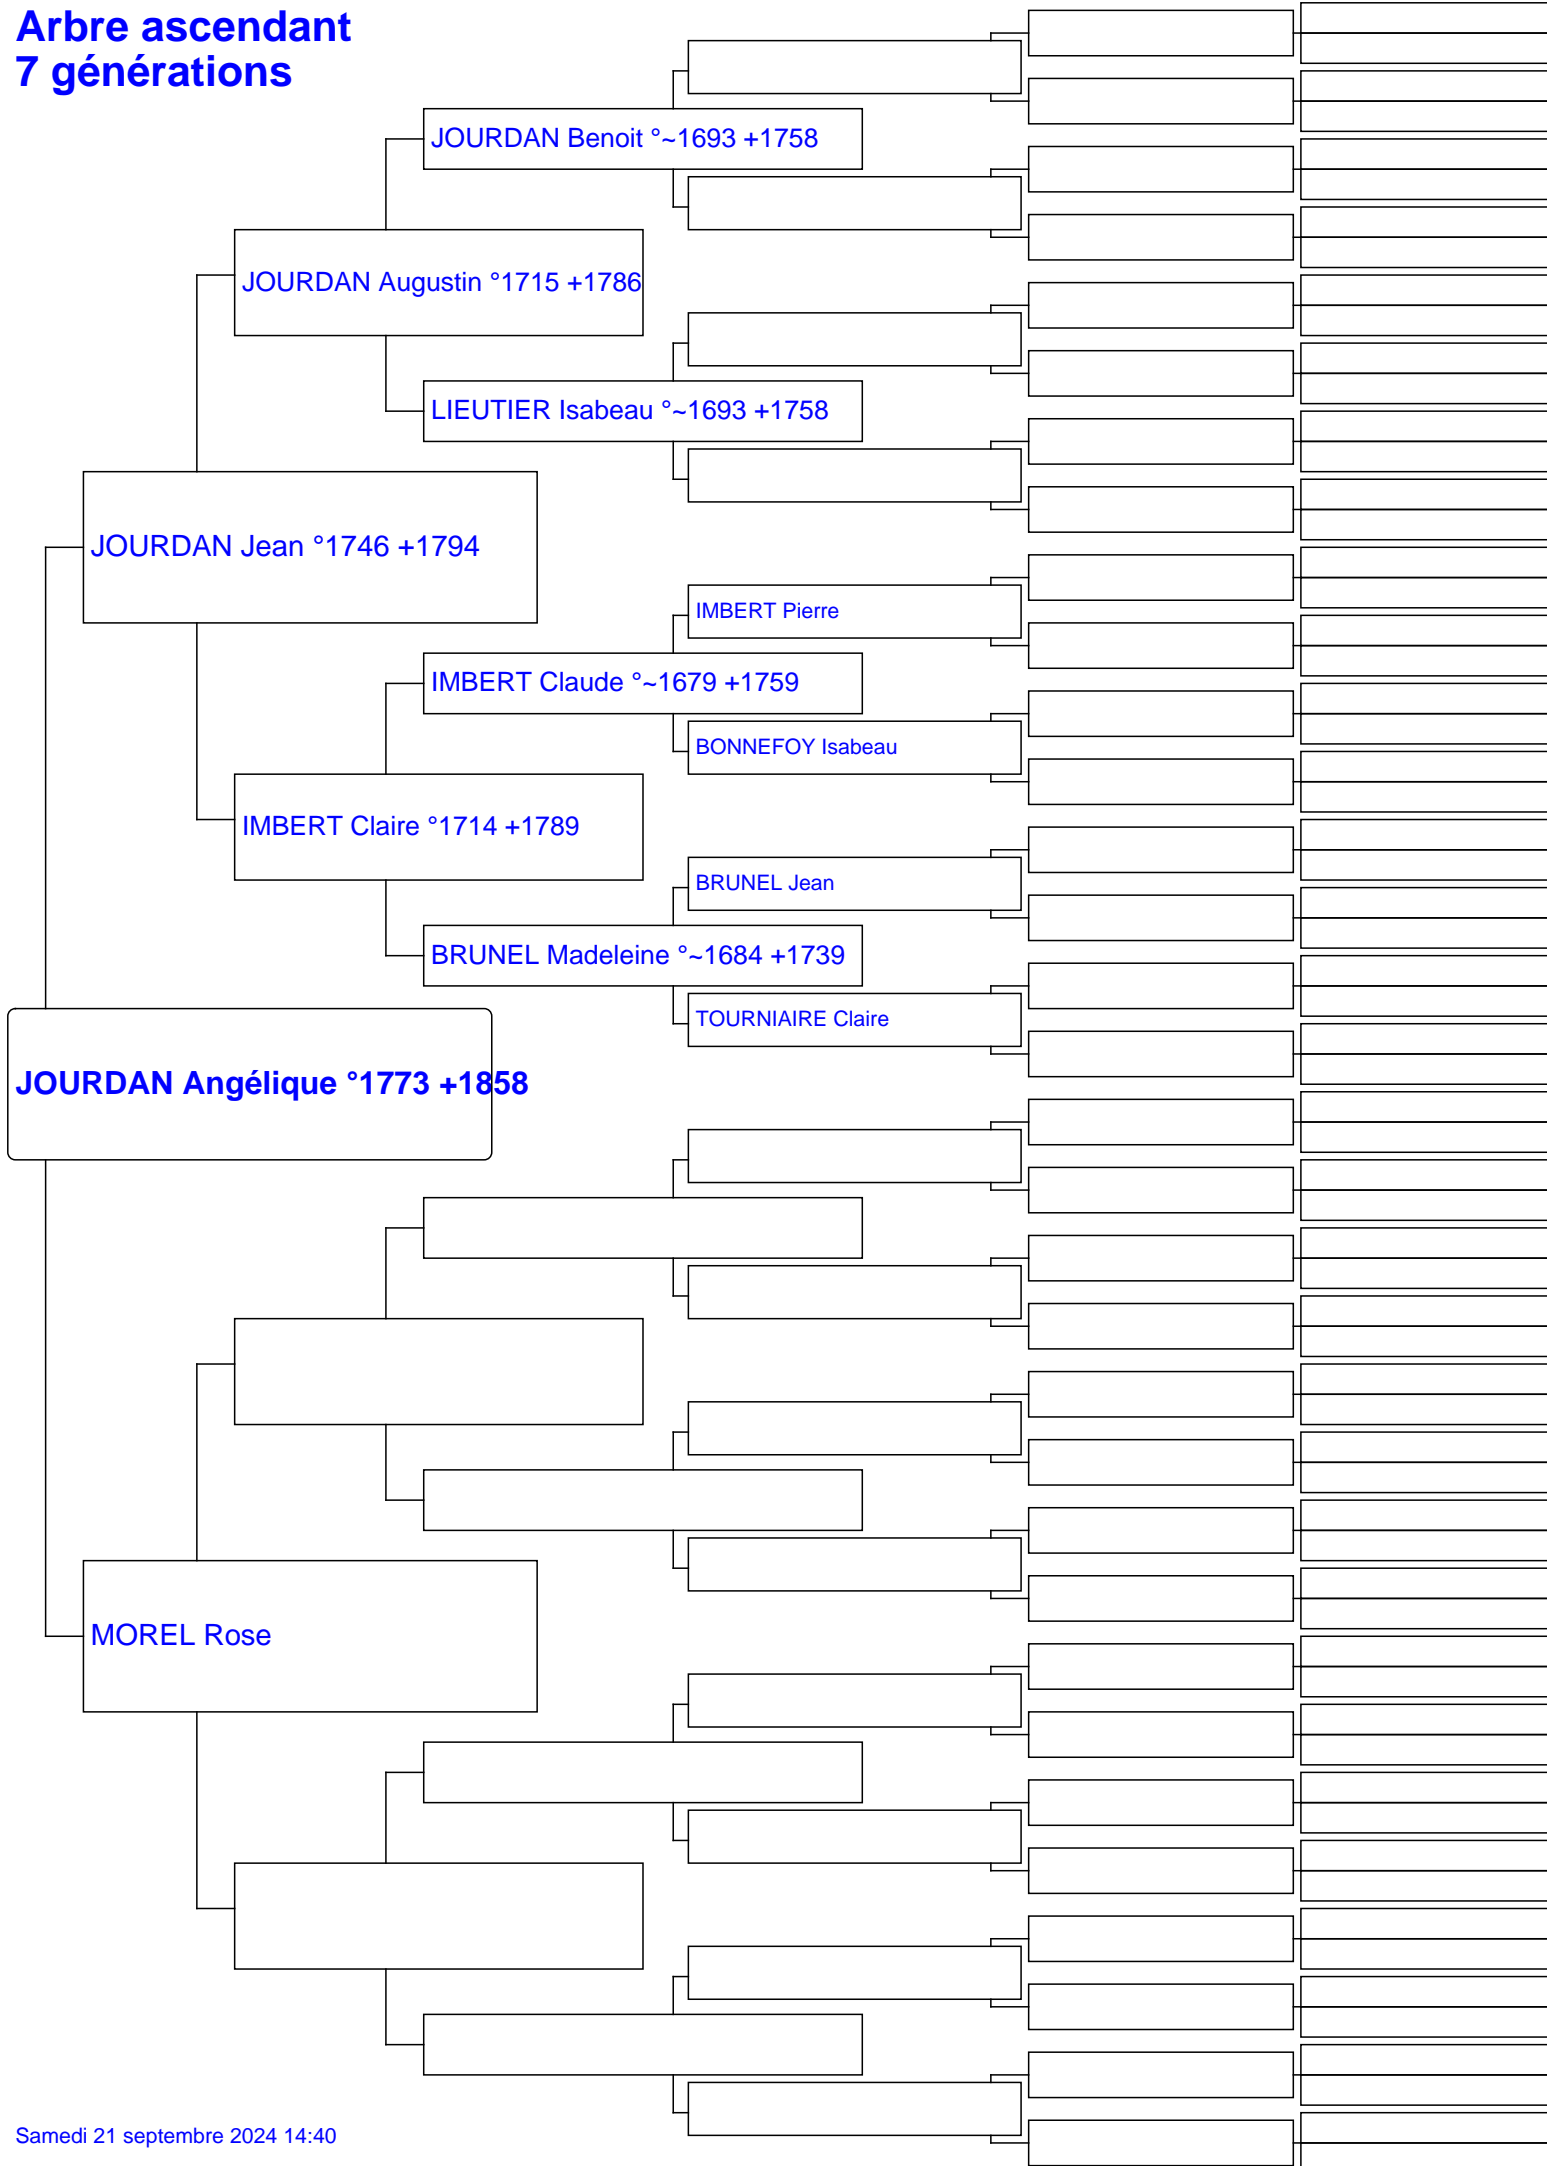 Arbre ascendant
7 générations
JOURDAN Benoit °~1693 +1758
JOURDAN Augustin °1715 +1786
LIEUTIER Isabeau °~1693 +1758
JOURDAN Jean °1746 +1794
IMBERT Pierre
IMBERT Claude °~1679 +1759
BONNEFOY Isabeau
IMBERT Claire °1714 +1789
BRUNEL Jean
BRUNEL Madeleine °~1684 +1739
TOURNIAIRE Claire
JOURDAN Angélique °1773 +1858
MOREL Rose
Samedi 21 septembre 2024 14:40